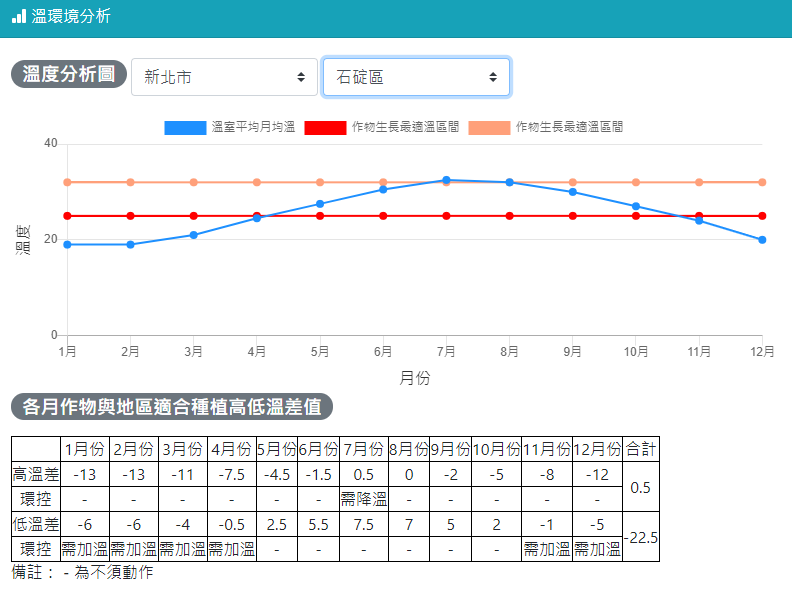 溫環境分析
溫度分析圖 新北市 石碇區
溫室平均月均溫 作物生長最適溫區間 作物生長最適溫區間
40
20
0
溫度
1月 2月 3月 4月 5月 6月 7月 8月 9月 10月 11月 12月
月份
各月作物與地區適合種植高低溫差值
1月份 2月份 3月份 4月份 5月份 6月份 7月份 8月份 9月份 10月份 11月份 12月份 合計
高溫差 -13 -13 -11 -7.5 -4.5 -1.5 0.5 0 -2 -5 -8 -12 0.5
環控 - - - - - - 需降溫 - - - - -
低溫差 -6 -6 -4 -0.5 2.5 5.5 7.5 7 5 2 -1 -5 -22.5
環控 需加溫 需加溫 需加溫 需加溫 - - - - - - 需加溫 需加溫
備註： - 為不須動作